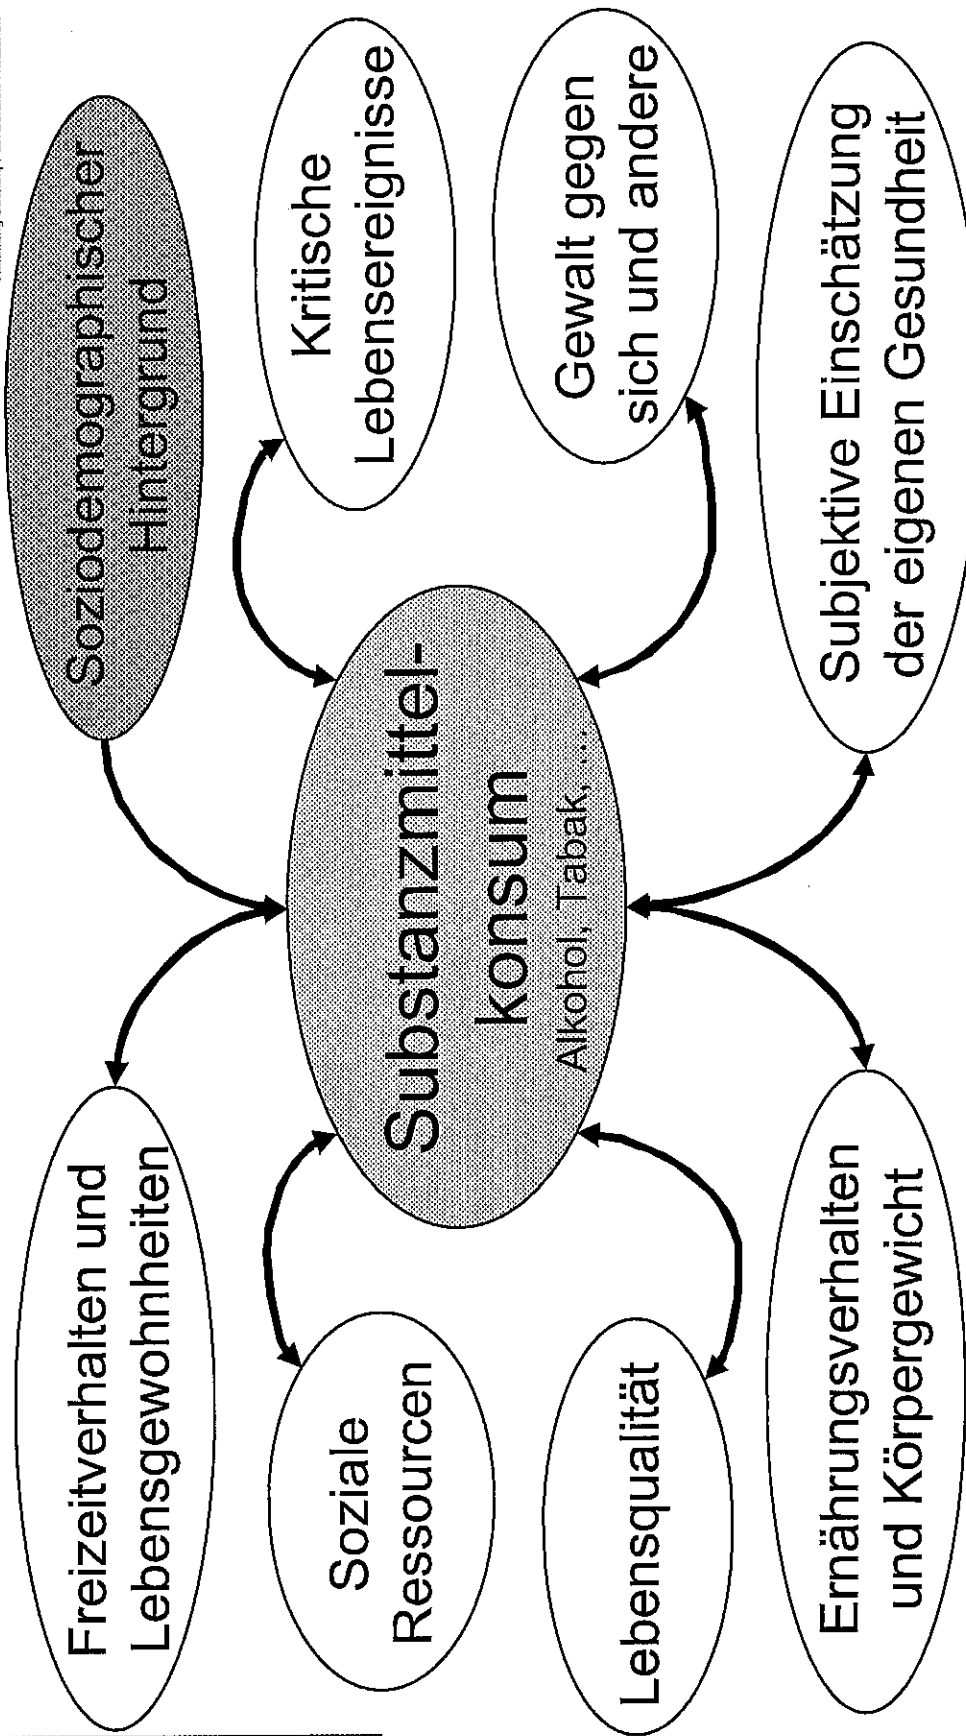 Freizeitverhalten und
Lebensgewohnheiten
Soziodemographischer
Hintergrund
Soziale
Ressourcen
Kritische
Lebensereignisse
Substanzmittel-
konsum
Alkohol, Tabak, ...
Lebensqualität
Gewalt gegen
sich und andere
Ernährungsverhalten
und Körpergewicht
Subjektive Einschätzung
der eigenen Gesundheit